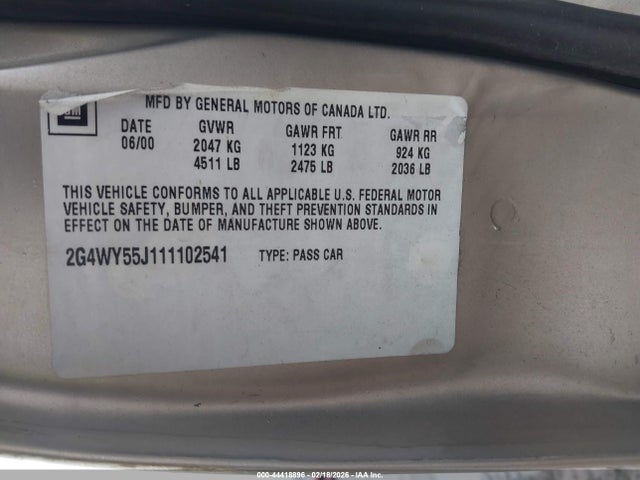 GM
MFD BY GENERAL MOTORS OF CANADA LTD.
DATE GVWR GAWR FRT GAWR RR
06/00 2047 KG 1123 KG 924 KG
4511 LB 2475 LB 2036 LB
THIS VEHICLE CONFORMS TO ALL APPLICABLE U.S. FEDERAL MOTOR
VEHICLE SAFETY, BUMPER, AND THEFT PREVENTION STANDARDS IN
EFFECT ON THE DATE OF MANUFACTURE SHOWN ABOVE.
2G4WY55J111102541 TYPE: PASS CAR
000-44418896 - 02/18/2026 - IAA Inc.